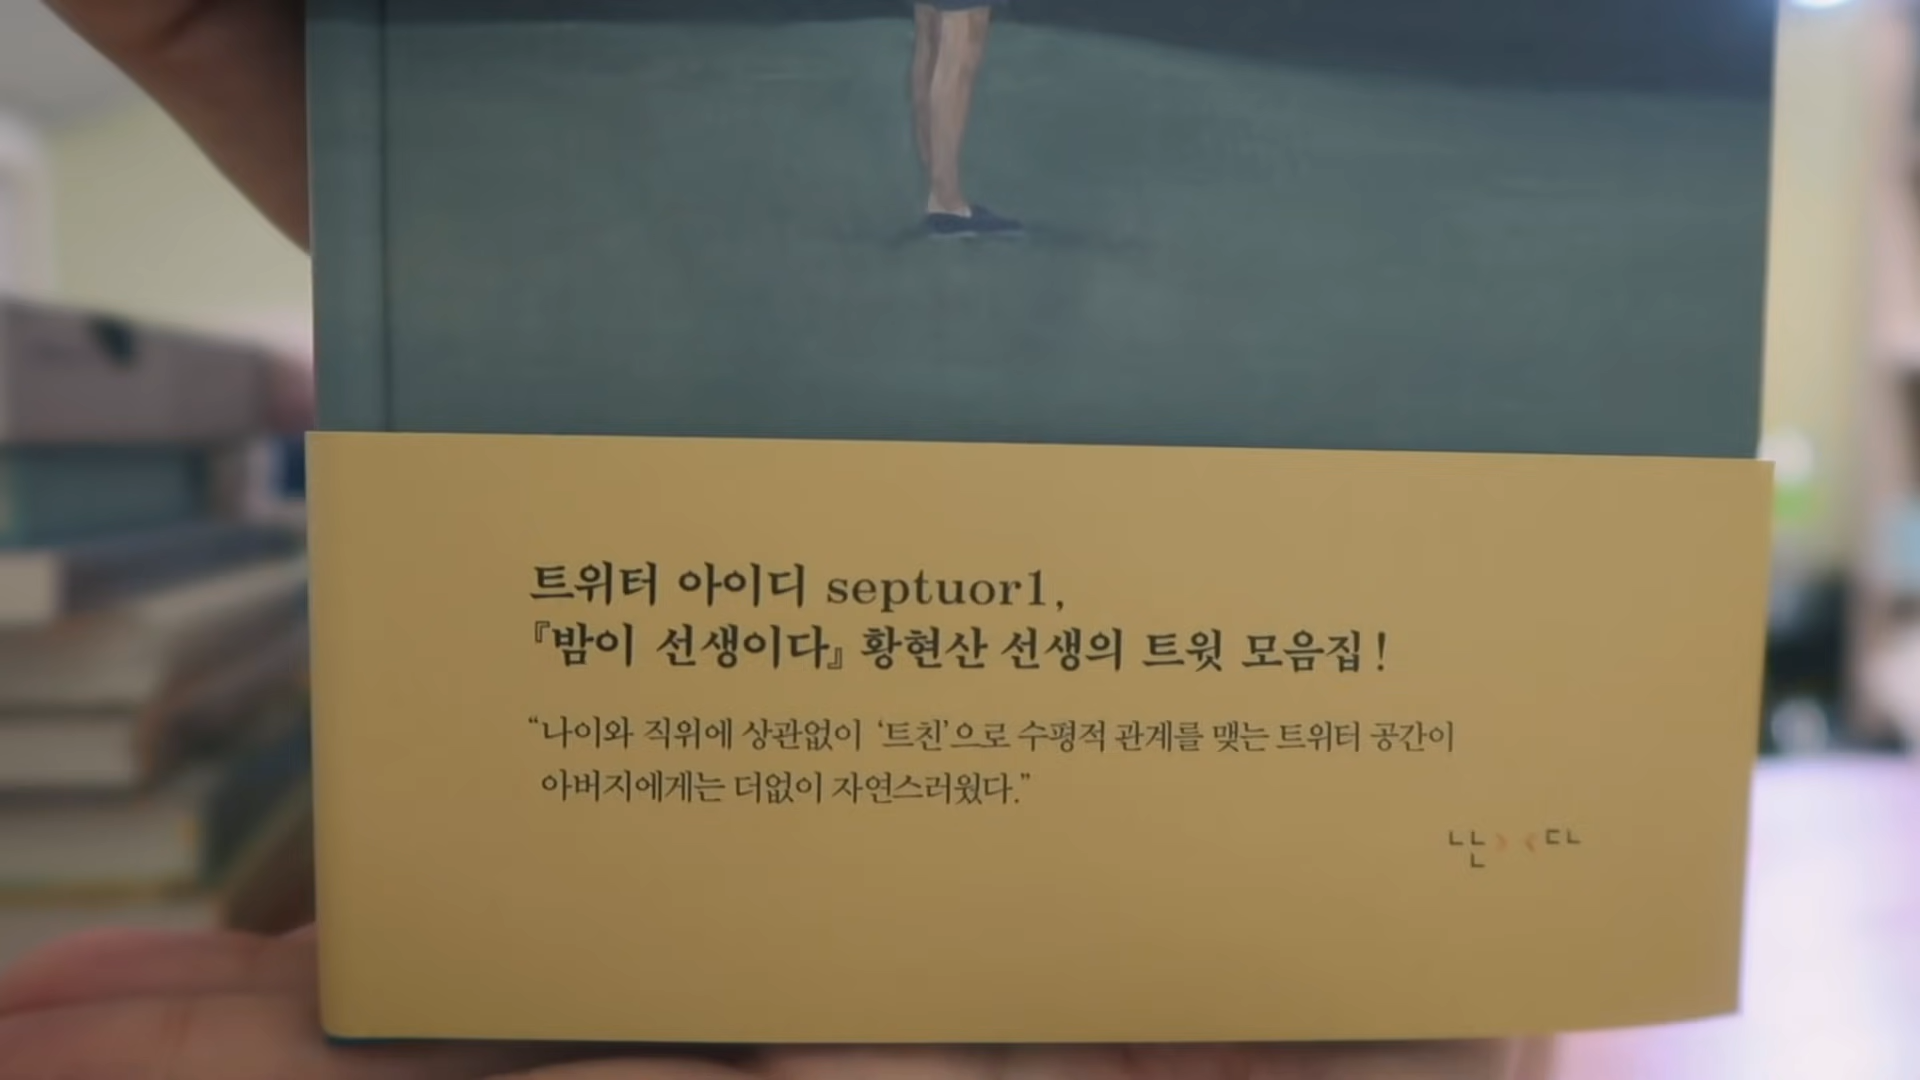 트위터 아이디 septuor1,
『밤이 선생이다』 황현산 선생의 트윗 모음집!
“나이와 직위에 상관없이 ‘트친’으로 수평적 관계를 맺는 트위터 공간이
아버지에게는 더없이 자연스러웠다.”
난다